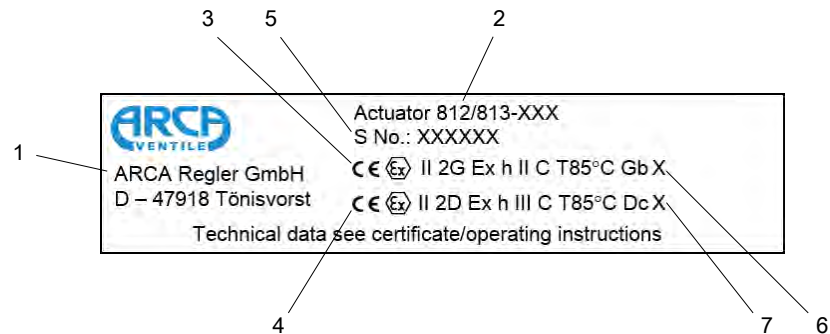 3 5 2
ARCA
VENTILE
Actuator 812/813-XXX
S No.: XXXXXX
1
ARCA Regler GmbH
CE Ex II 2G Ex h II C T85°C Gb X
D – 47918 Tönisvorst
CE Ex II 2D Ex h III C T85°C Dc X
Technical data see certificate/operating instructions
4 7 6